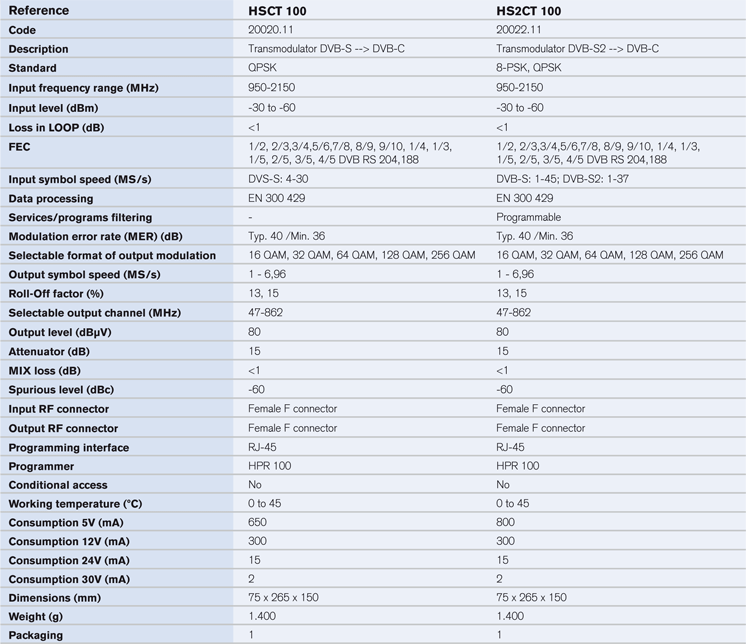 Reference HSCT 100 HS2CT 100
Code 20020.11 20022.11
Description Transmodulator DVB-S --> DVB-C Transmodulator DVB-S2 --> DVB-C
Standard QPSK 8-PSK, QPSK
Input frequency range (MHz) 950-2150 950-2150
Input level (dBm) -30 to -60 -30 to -60
Loss in LOOP (dB) <1 <1
FEC 1/2, 2/3,3/4,5/6,7/8, 8/9, 9/10, 1/4, 1/3, 1/2, 2/3,3/4,5/6,7/8, 8/9, 9/10, 1/4, 1/3,
1/5, 2/5, 3/5, 4/5 DVB RS 204,188 1/5, 2/5, 3/5, 4/5 DVB RS 204,188
Input symbol speed (MS/s) DVS-S: 4-30 DVB-S: 1-45; DVB-S2: 1-37
Data processing EN 300 429 EN 300 429
Services/programs filtering - Programmable
Modulation error rate (MER) (dB) Typ. 40 /Min. 36 Typ. 40 /Min. 36
Selectable format of output modulation 16 QAM, 32 QAM, 64 QAM, 128 QAM, 256 QAM 16 QAM, 32 QAM, 64 QAM, 128 QAM, 256 QAM
Output symbol speed (MS/s) 1 - 6,96 1 - 6,96
Roll-Off factor (%) 13, 15 13, 15
Selectable output channel (MHz) 47-862 47-862
Output level (dBµV) 80 80
Attenuator (dB) 15 15
MIX loss (dB) <1 <1
Spurious level (dBc) -60 -60
Input RF connector Female F connector Female F connector
Output RF connector Female F connector Female F connector
Programming interface RJ-45 RJ-45
Programmer HPR 100 HPR 100
Conditional access No No
Working temperature (°C) 0 to 45 0 to 45
Consumption 5V (mA) 650 800
Consumption 12V (mA) 300 300
Consumption 24V (mA) 15 15
Consumption 30V (mA) 2 2
Dimensions (mm) 75 x 265 x 150 75 x 265 x 150
Weight (g) 1.400 1.400
Packaging 1 1